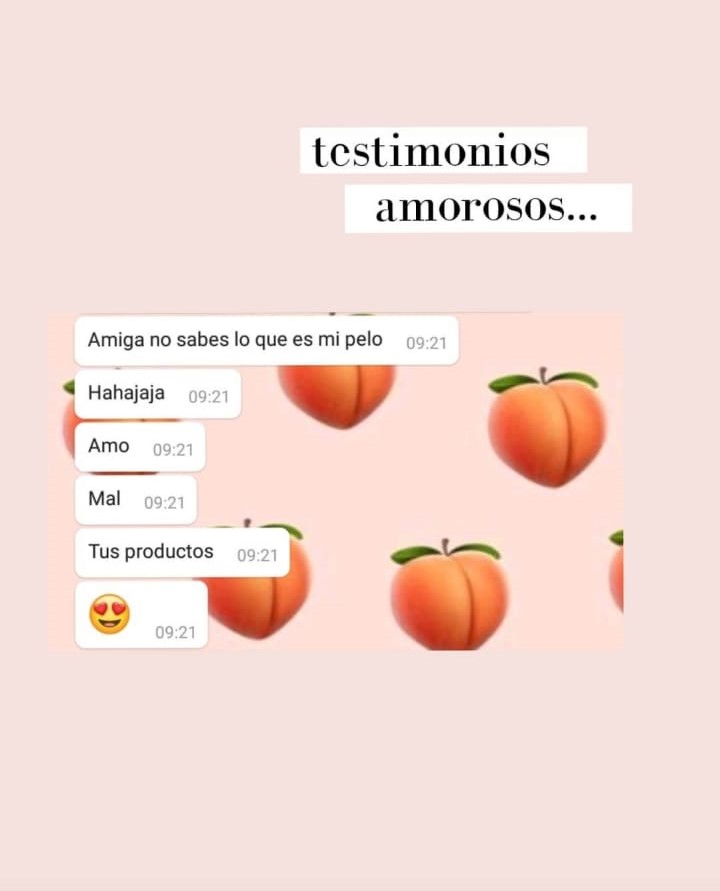 testimonios
amorosos...
Amiga no sabes lo que es mi pelo 09:21
Hahajaja 09:21
Amo 09:21
Mal 09:21
Tus productos 09:21
😍 09:21